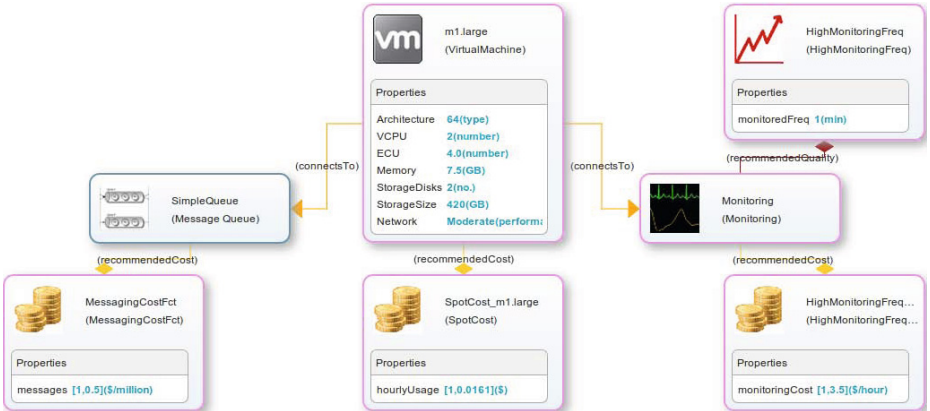 vm
m1.large
(VirtualMachine)
Properties
Architecture 64(type)
VCPU 2(number)
ECU 4.0(number)
Memory 7.5(GB)
StorageDisks 2(no.)
StorageSize 420(GB)
Network Moderate(performa
HighMonitoringFreq
(HighMonitoringFreq)
Properties
monitoredFreq 1(min)
(connectsTo)
(connectsTo)
(recommendedQuality)
SimpleQueue
(Message Queue)
Monitoring
(Monitoring)
(recommendedCost)
(recommendedCost)
(recommendedCost)
MessagingCostFct
(MessagingCostFct)
Properties
messages [1,0.5]($/million)
SpotCost_m1.large
(SpotCost)
Properties
hourlyUsage [1,0.0161]($)
HighMonitoringFreq...
(HighMonitoringFreq...
Properties
monitoringCost [1,3.5]($/hour)